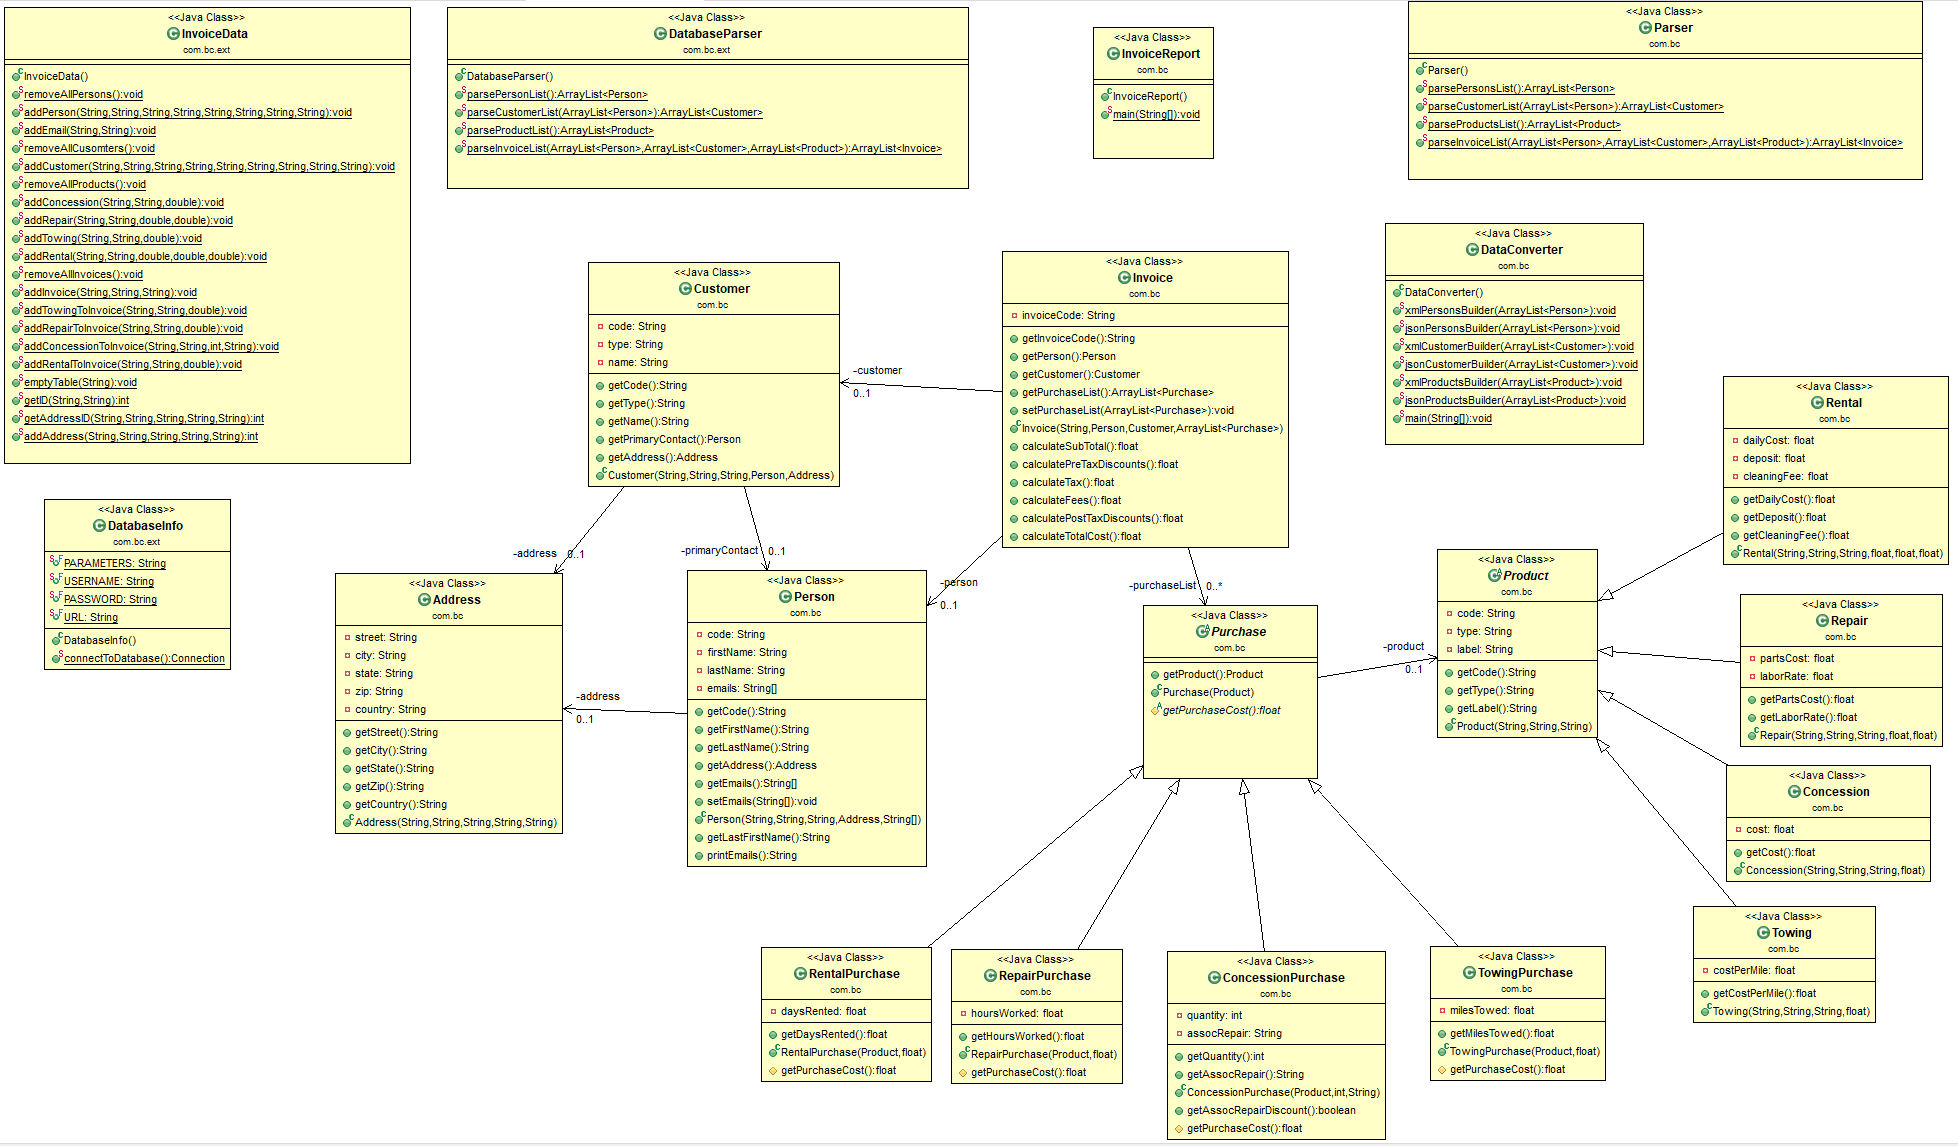 <<Java Class>>
InvoiceData
com.bc.ext
InvoiceData()
removeAllPersons():void
addPerson(String,String,String,String,String,String,String,String):void
addEmail(String,String):void
removeAllCusomters():void
addCustomer(String,String,String,String,String,String,String,String,String):void
removeAllProducts():void
addConcession(String,String,double):void
addRepair(String,String,double,double):void
addTowing(String,String,double):void
addRental(String,String,double,double,double):void
removeAllInvoices():void
addInvoice(String,String,String):void
addTowingToInvoice(String,String,double):void
addRepairToInvoice(String,String,double):void
addConcessionToInvoice(String,String,int,String):void
addRentalToInvoice(String,String,double):void
emptyTable(String):void
getID(String,String):int
getAddressID(String,String,String,String,String):int
addAddress(String,String,String,String,String):int
<<Java Class>>
DatabaseParser
com.bc.ext
DatabaseParser()
parsePersonList():ArrayList<Person>
parseCustomerList(ArrayList<Person>):ArrayList<Customer>
parseProductList():ArrayList<Product>
parseInvoiceList(ArrayList<Person>,ArrayList<Customer>,ArrayList<Product>):ArrayList<Invoice>
<<Java Class>>
InvoiceReport
com.bc
InvoiceReport()
main(String[]):void
<<Java Class>>
Parser
com.bc
Parser()
parsePersonsList():ArrayList<Person>
parseCustomerList(ArrayList<Person>):ArrayList<Customer>
parseProductsList():ArrayList<Product>
parseInvoiceList(ArrayList<Person>,ArrayList<Customer>,ArrayList<Product>):ArrayList<Invoice>
<<Java Class>>
Customer
com.bc
code: String
type: String
name: String
getCode():String
getType():String
getName():String
getPrimaryContact():Person
getAddress():Address
Customer(String,String,String,Person,Address)
-customer
0..1
<<Java Class>>
Invoice
com.bc
invoiceCode: String
getInvoiceCode():String
getPerson():Person
getCustomer():Customer
getPurchaseList():ArrayList<Purchase>
setPurchaseList(ArrayList<Purchase>):void
Invoice(String,Person,Customer,ArrayList<Purchase>)
calculateSubTotal():float
calculatePreTaxDiscounts():float
calculateTax():float
calculateFees():float
calculatePostTaxDiscounts():float
calculateTotalCost():float
<<Java Class>>
DataConverter
com.bc
DataConverter()
xmlPersonsBuilder(ArrayList<Person>):void
jsonPersonsBuilder(ArrayList<Person>):void
xmlCustomerBuilder(ArrayList<Customer>):void
jsonCustomerBuilder(ArrayList<Customer>):void
xmlProductsBuilder(ArrayList<Product>):void
jsonProductsBuilder(ArrayList<Product>):void
main(String[]):void
<<Java Class>>
Rental
com.bc
dailyCost: float
deposit: float
cleaningFee: float
getDailyCost():float
getDeposit():float
getCleaningFee():float
Rental(String,String,String,float,float,float)
<<Java Class>>
DatabaseInfo
com.bc.ext
PARAMETERS: String
USERNAME: String
PASSWORD: String
URL: String
DatabaseInfo()
connectToDatabase():Connection
-address
0..1
-primaryContact
0..1
-person
0..1
-purchaseList
0..*
<<Java Class>>
Address
com.bc
street: String
city: String
state: String
zip: String
country: String
getStreet():String
getCity():String
getState():String
getZip():String
getCountry():String
Address(String,String,String,String,String)
-address
0..1
<<Java Class>>
Person
com.bc
code: String
firstName: String
lastName: String
emails: String[]
getCode():String
getFirstName():String
getLastName():String
getAddress():Address
getEmails():String[]
setEmails(String[]):void
Person(String,String,String,Address,String[])
getLastFirstName():String
printEmails():String
<<Java Class>>
Purchase
com.bc
getProduct():Product
Purchase(Product)
getPurchaseCost():float
-product
0..1
<<Java Class>>
Product
com.bc
code: String
type: String
label: String
getCode():String
getType():String
getLabel():String
Product(String,String,String)
<<Java Class>>
Repair
com.bc
partsCost: float
laborRate: float
getPartsCost():float
getLaborRate():float
Repair(String,String,String,float,float)
<<Java Class>>
Concession
com.bc
cost: float
getCost():float
Concession(String,String,String,float)
<<Java Class>>
Towing
com.bc
costPerMile: float
getCostPerMile():float
Towing(String,String,String,float)
<<Java Class>>
RentalPurchase
com.bc
daysRented: float
getDaysRented():float
RentalPurchase(Product,float)
getPurchaseCost():float
<<Java Class>>
RepairPurchase
com.bc
hoursWorked: float
getHoursWorked():float
RepairPurchase(Product,float)
getPurchaseCost():float
<<Java Class>>
ConcessionPurchase
com.bc
quantity: int
assocRepair: String
getQuantity():int
getAssocRepair():String
ConcessionPurchase(Product,int,String)
getAssocRepairDiscount():boolean
getPurchaseCost():float
<<Java Class>>
TowingPurchase
com.bc
milesTowed: float
getMilesTowed():float
TowingPurchase(Product,float)
getPurchaseCost():float